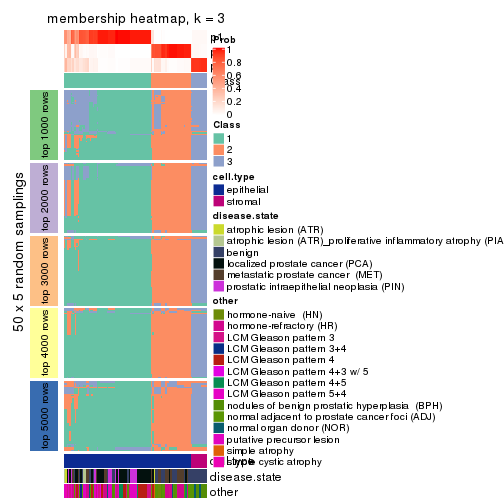 membership heatmap, k = 3
Prob
1
0.8
0.6
0.4
0.2
0
Class
1
2
3
cell.type
epithelial
stromal
disease.state
atrophic lesion (ATR)
atrophic lesion (ATR)_proliferative inflammatory atrophy (PIA
benign
localized prostate cancer (PCA)
metastatic prostate cancer (MET)
prostatic intraepithelial neoplasia (PIN)
other
hormone-naive (HN)
hormone-refractory (HR)
LCM Gleason pattern 3
LCM Gleason pattern 3+4
LCM Gleason pattern 4
LCM Gleason pattern 4+3 w/ 5
LCM Gleason pattern 4+5
LCM Gleason pattern 5+4
nodules of benign prostatic hyperplasia (BPH)
normal adjacent to prostate cancer foci (ADJ)
normal organ donor (NOR)
putative precursor lesion
simple atrophy
cystic atrophy
disease.state
other
50 x 5 random samplings
top 1000 rows
top 2000 rows
top 3000 rows
top 4000 rows
top 5000 rows